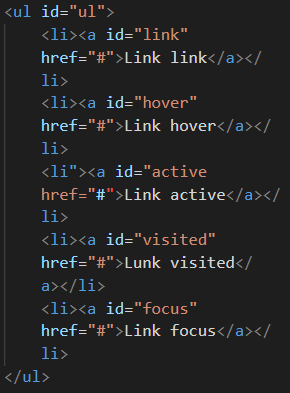 <ul id="ul">
<li><a id="link"
href="#">Link link</a></
li>
<li><a id="hover"
href="#">Link hover</a></
li>
<li"><a id="active
href="#">Link active</a></
li>
<li><a id="visited"
href="#">Lunk visited</
a></li>
<li><a id="focus"
href="#">Link focus</a></
li>
</ul>